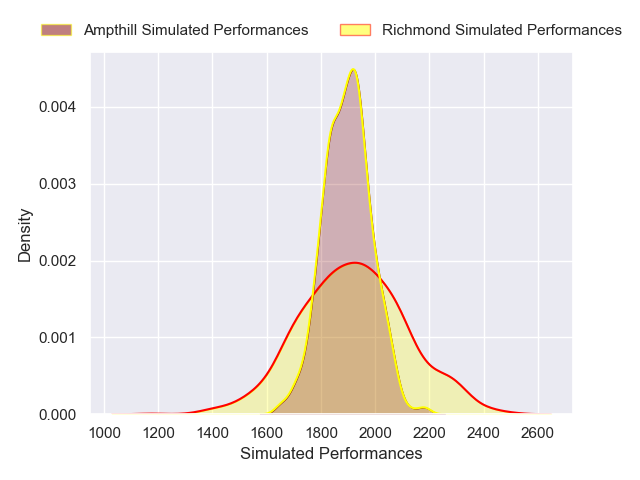 Ampthill Simulated Performances Richmond Simulated Performances
0.004
0.003
0.002
0.001
0.000
Density
1000 1200 1400 1600 1800 2000 2200 2400 2600
Simulated Performances